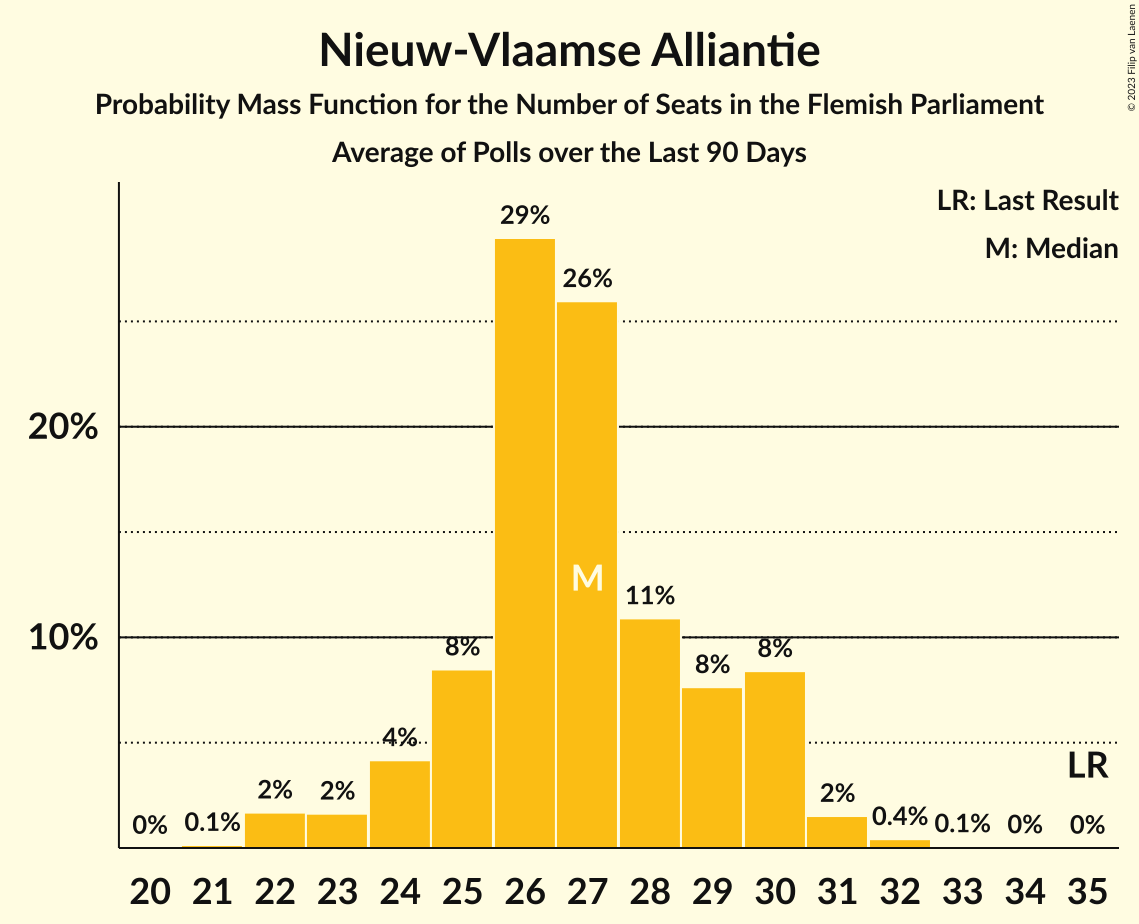 Nieuw-Vlaamse Alliantie
Probability Mass Function for the Number of Seats in the Flemish Parliament
Average of Polls over the Last 90 Days
© 2023 Filip van Laenen
LR: Last Result
M: Median
20%
10%
0%
0.1%
2%
2%
4%
8%
29%
26%
11%
8%
8%
2%
0.4%
0.1%
0%
0%
M
LR
20 21 22 23 24 25 26 27 28 29 30 31 32 33 34 35